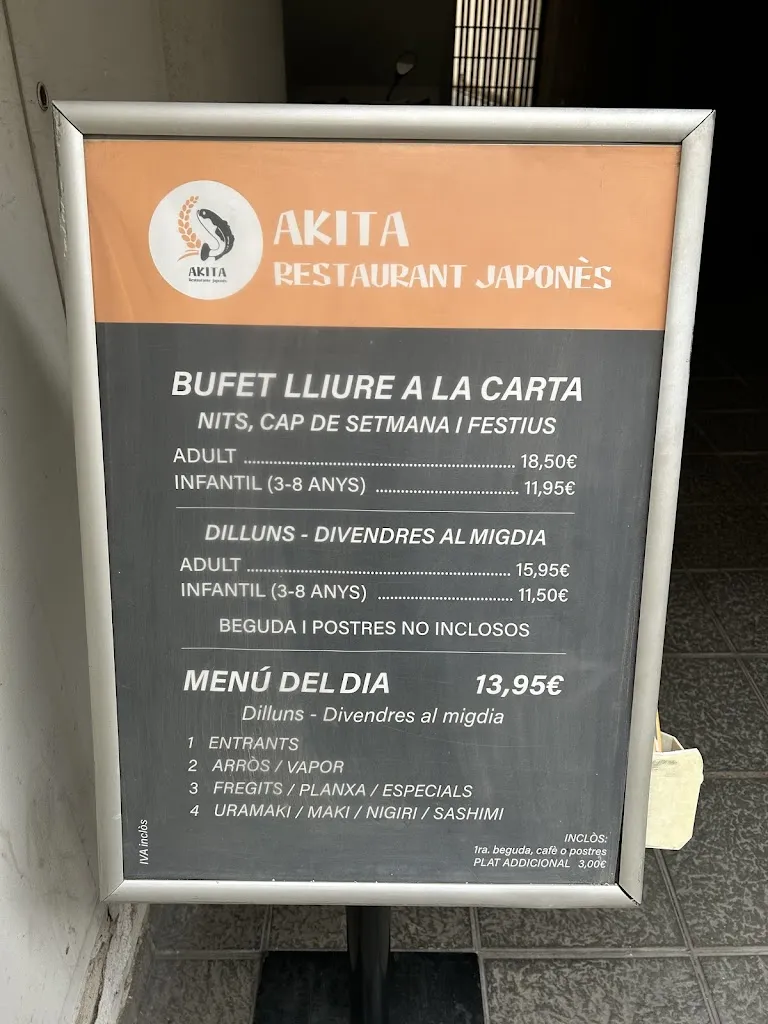 AKITA
Restaurante japonès
AKITA
RESTAURANT JAPONÈS
BUFET LLIURE A LA CARTA
NITS, CAP DE SETMANA I FESTIUS
ADULT ........................................................ 18,50€
INFANTIL (3-8 ANYS) .............................. 11,95€
DILLUNS - DIVENDRES AL MIGDIA
ADULT ........................................................ 15,95€
INFANTIL (3-8 ANYS) ............................ 11,50€
BEGUDA I POSTRES NO INCLOSOS
MENÚ DEL DIA 13,95€
Dilluns - Divendres al migdia
1 ENTRANTS
2 ARRÒS / VAPOR
3 FREGITS / PLANXA / ESPECIALS
4 URAMAKI / MAKI / NIGIRI / SASHIMI
IVA inclòs
INCLÒS:
1ra. beguda, cafè o postres
PLAT ADDICIONAL 3,00€